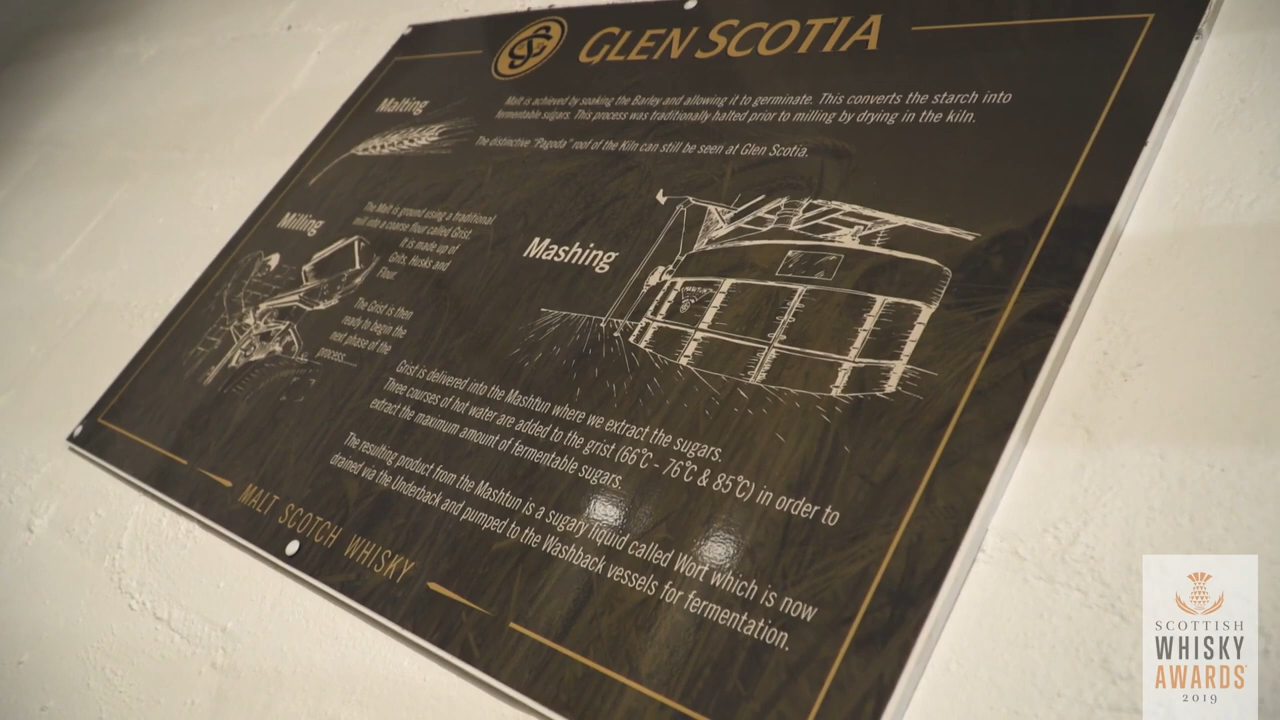 GLEN SCOTIA
Malting
Malt is achieved by soaking the Barley and allowing it to germinate. This converts the starch into
fermentable sugars. This process was traditionally halted prior to milling by drying in the kiln.
The distinctive "Pagoda" roof of the Kiln can still be seen at Glen Scotia.
Milling
The Malt is ground using a traditional
mill into a coarse flour called Grist.
It is made up of
Grits, Husks and
Flour.
The Grist is then
ready to begin the
next phase of the
process....
Mashing
Grist is delivered into the Mashtun where we extract the sugars.
Three courses of hot water are added to the grist (66°C - 76°C & 85°C) in order to
extract the maximum amount of fermentable sugars.
The resulting product from the Mashtun is a sugary liquid called Wort which is now
drained via the Underback and pumped to the Washback vessels for fermentation.
MALT SCOTCH WHISKY
SCOTTISH
WHISKY
AWARDS
2019